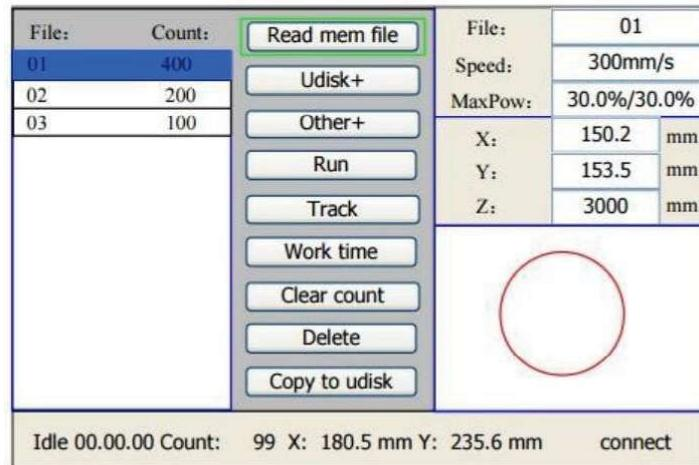 File: Count:
01 400
02 200
03 100
Read mem file
Udisk+
Other+
Run
Track
Work time
Clear count
Delete
Copy to udisk
File: 01
Speed: 300mm/s
MaxPow: 30.0%/30.0%
X: 150.2 mm
Y: 153.5 mm
Z: 3000 mm
Idle 00.00.00 Count: 99 X: 180.5 mm Y: 235.6 mm connect